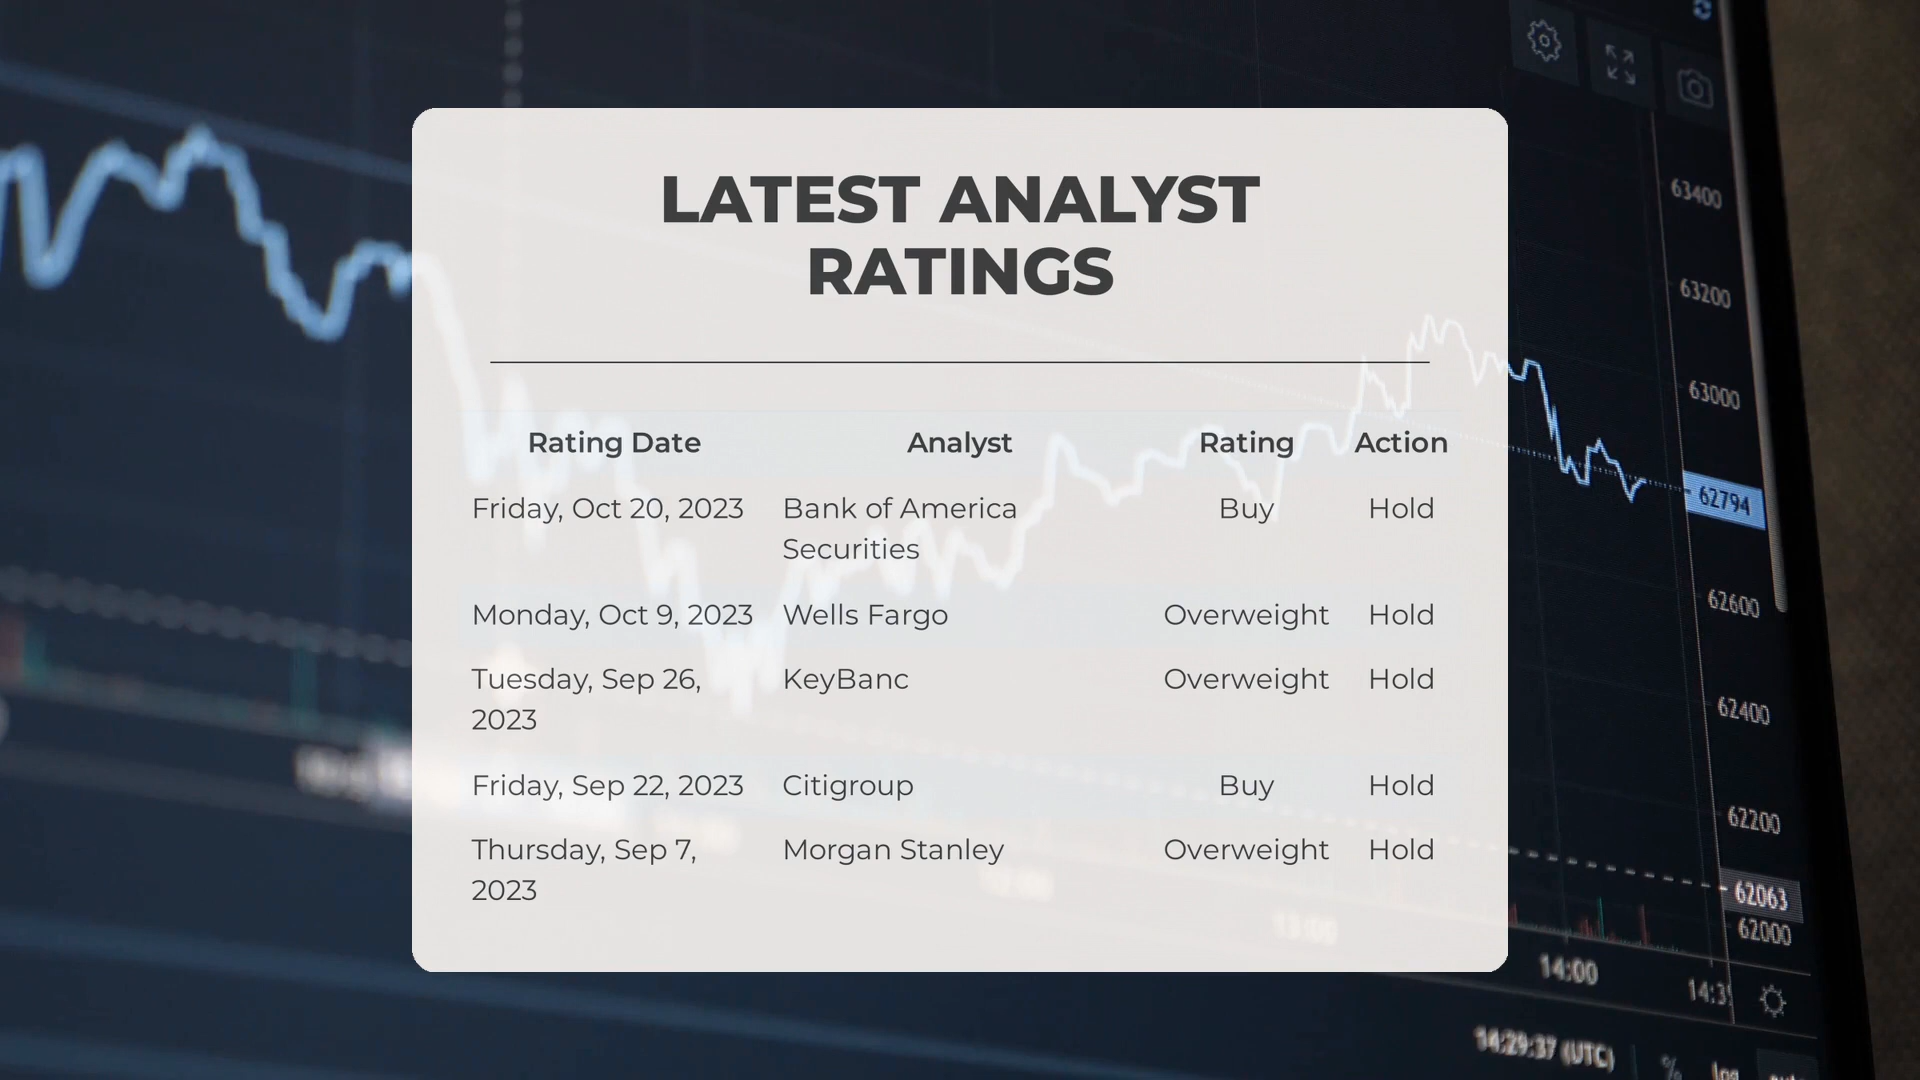 LATEST ANALYST
RATINGS
Rating Date Analyst Rating Action
Friday, Oct 20, 2023 Bank of America Securities Buy Hold
Monday, Oct 9, 2023 Wells Fargo Overweight Hold
Tuesday, Sep 26, 2023 KeyBanc Overweight Hold
Friday, Sep 22, 2023 Citigroup Buy Hold
Thursday, Sep 7, 2023 Morgan Stanley Overweight Hold
63400
63200
63000
62794
62600
62400
62200
62063
62000
14:00
14:29:37 (UTC)
%
log